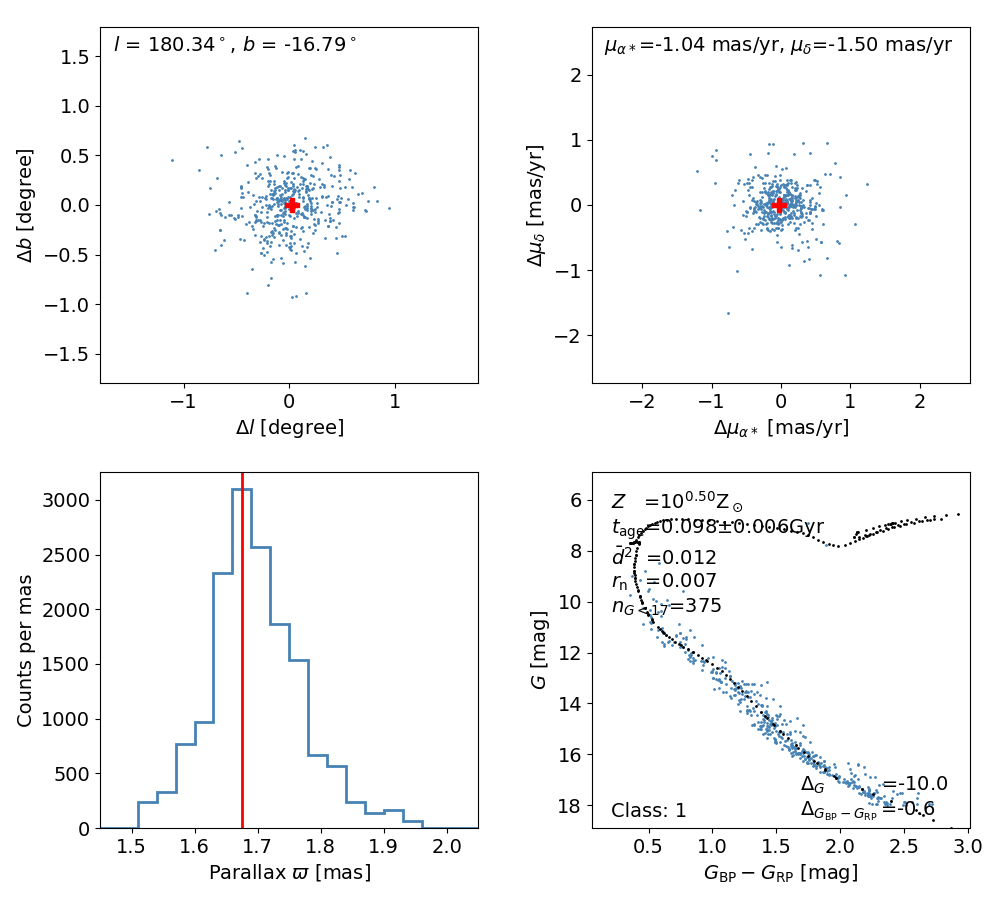 l = 180.34°, b = -16.79°
1.5
1.0
0.5
0.0
−0.5
−1.0
−1.5
Δb [degree]
−1 0 1
Δl [degree]
μα*=-1.04 mas/yr, μδ=-1.50 mas/yr
2
1
0
−1
−2
Δμδ [mas/yr]
−2 −1 0 1 2
Δμα* [mas/yr]
3000
2500
2000
1500
1000
500
0
Counts per mas
1.5 1.6 1.7 1.8 1.9 2.0
Parallax ϖ [mas]
6
8
10
12
14
16
18
G [mag]
Z =10^0.50Z⊙
t_age=0.098±0.006Gyr
d̄² =0.012
r_n =0.007
n_G<17=375
Δ_G =-10.0
Δ_GBP−GRP=-0.6
Class: 1
0.5 1.0 1.5 2.0 2.5 3.0
G_BP − G_RP [mag]